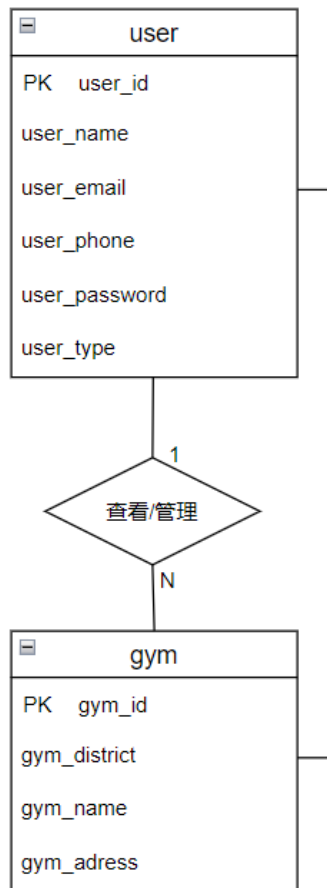 user
PK user_id
user_name
user_email
user_phone
user_password
user_type
1
查看/管理
N
gym
PK gym_id
gym_district
gym_name
gym_adress